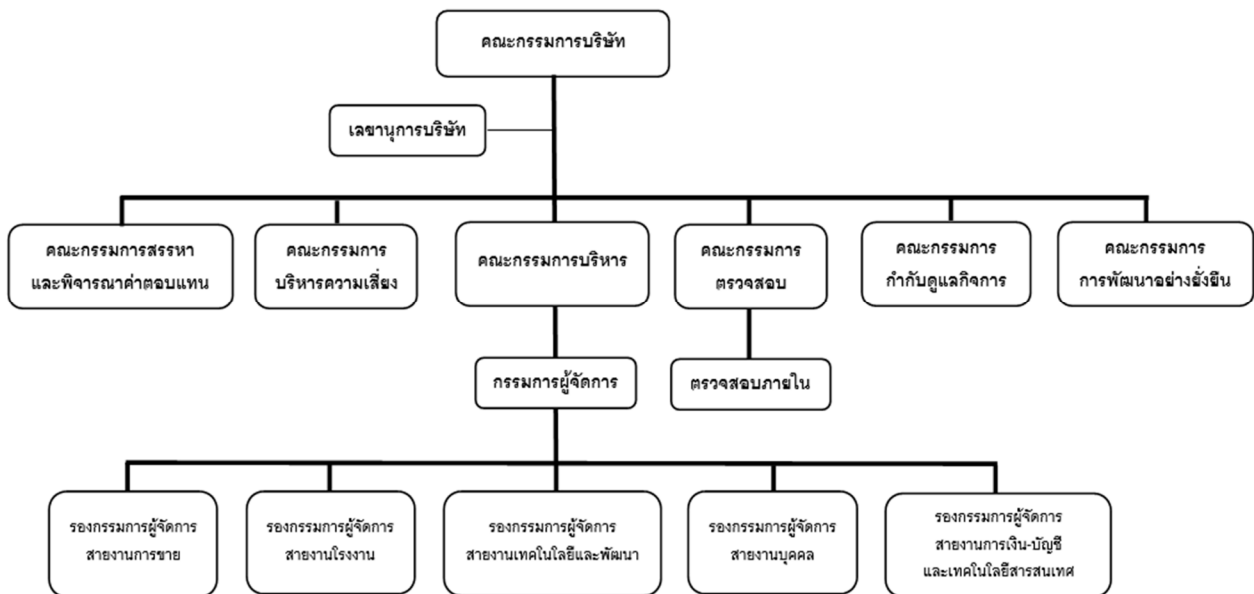 คณะกรรมการบริษัท
เลขานุการบริษัท
คณะกรรมการสรรหา
และพิจารณาค่าตอบแทน
คณะกรรมการ
บริหารความเสี่ยง
คณะกรรมการบริหาร
คณะกรรมการ
ตรวจสอบ
คณะกรรมการ
กำกับดูแลกิจการ
คณะกรรมการ
การพัฒนาอย่างยั่งยืน
กรรมการผู้จัดการ
ตรวจสอบภายใน
รองกรรมการผู้จัดการ
สายงานการขาย
รองกรรมการผู้จัดการ
สายงานโรงงาน
รองกรรมการผู้จัดการ
สายงานเทคโนโลยีและพัฒนา
รองกรรมการผู้จัดการ
สายงานบุคคล
รองกรรมการผู้จัดการ
สายงานการเงิน-บัญชี
และเทคโนโลยีสารสนเทศ